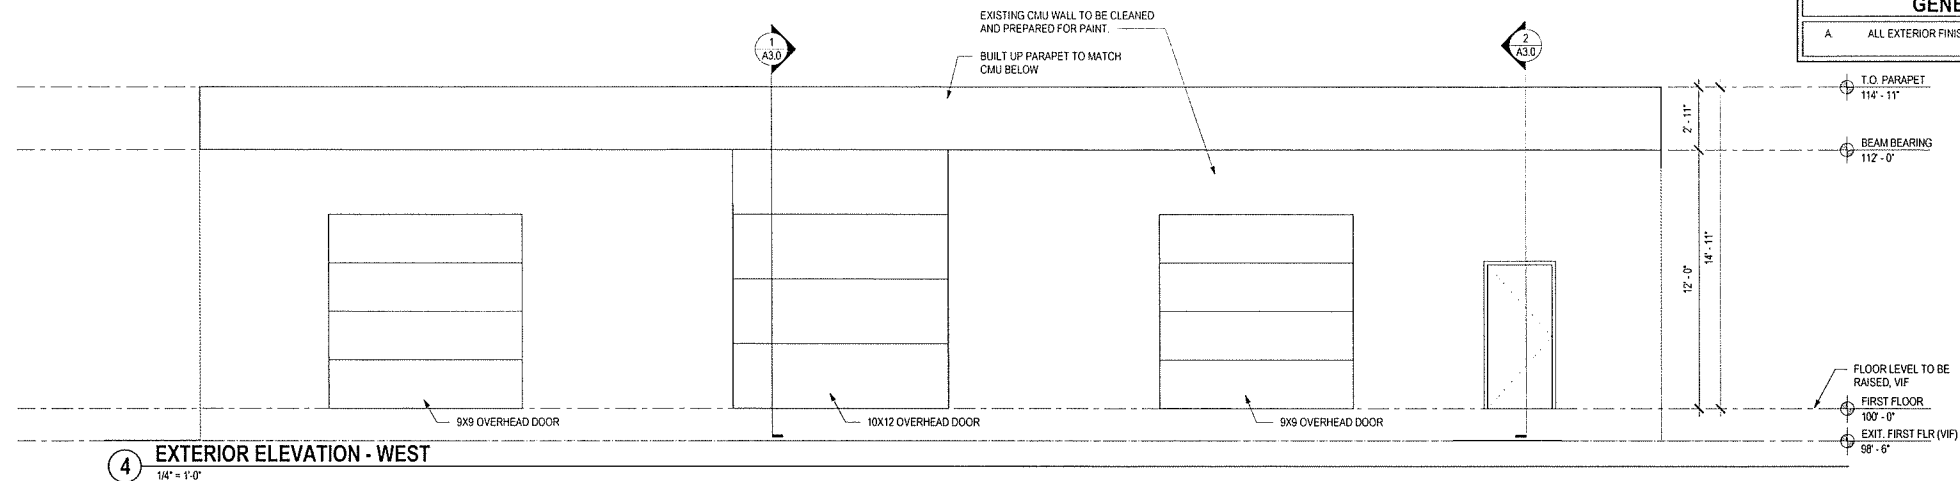 GENE
A. ALL EXTERIOR FINIS
EXISTING CMU WALL TO BE CLEANED
AND PREPARED FOR PAINT.
BUILT UP PARAPET TO MATCH
CMU BELOW
1
A3.0
2
A3.0
T.O. PARAPET
114' - 11"
BEAM BEARING
112' - 0"
2' - 11"
12' - 0"
14' - 11"
FLOOR LEVEL TO BE
RAISED, VIF
FIRST FLOOR
100' - 0"
EXIT. FIRST FLR (VIF)
98' - 6"
9X9 OVERHEAD DOOR
10X12 OVERHEAD DOOR
9X9 OVERHEAD DOOR
4 EXTERIOR ELEVATION - WEST
1/4" = 1'-0"